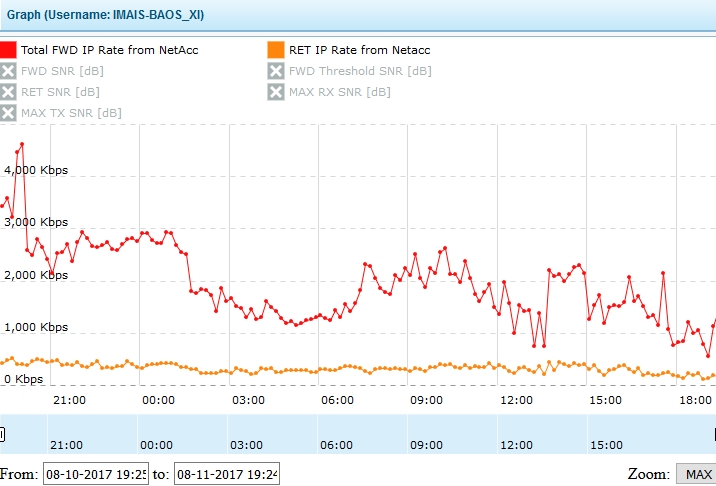 Graph (Username: IMAIS-BAOS_XI)
Total FWD IP Rate from NetAcc RET IP Rate from Netacc
FWD SNR [dB] FWD Threshold SNR [dB]
RET SNR [dB] MAX RX SNR [dB]
MAX TX SNR [dB]
4,000 Kbps
3,000 Kbps
2,000 Kbps
1,000 Kbps
0 Kbps
21:00 00:00 03:00 06:00 09:00 12:00 15:00 18:00
21:00 00:00 03:00 06:00 09:00 12:00 15:00
From: 08-10-2017 19:25 to: 08-11-2017 19:24 Zoom: MAX